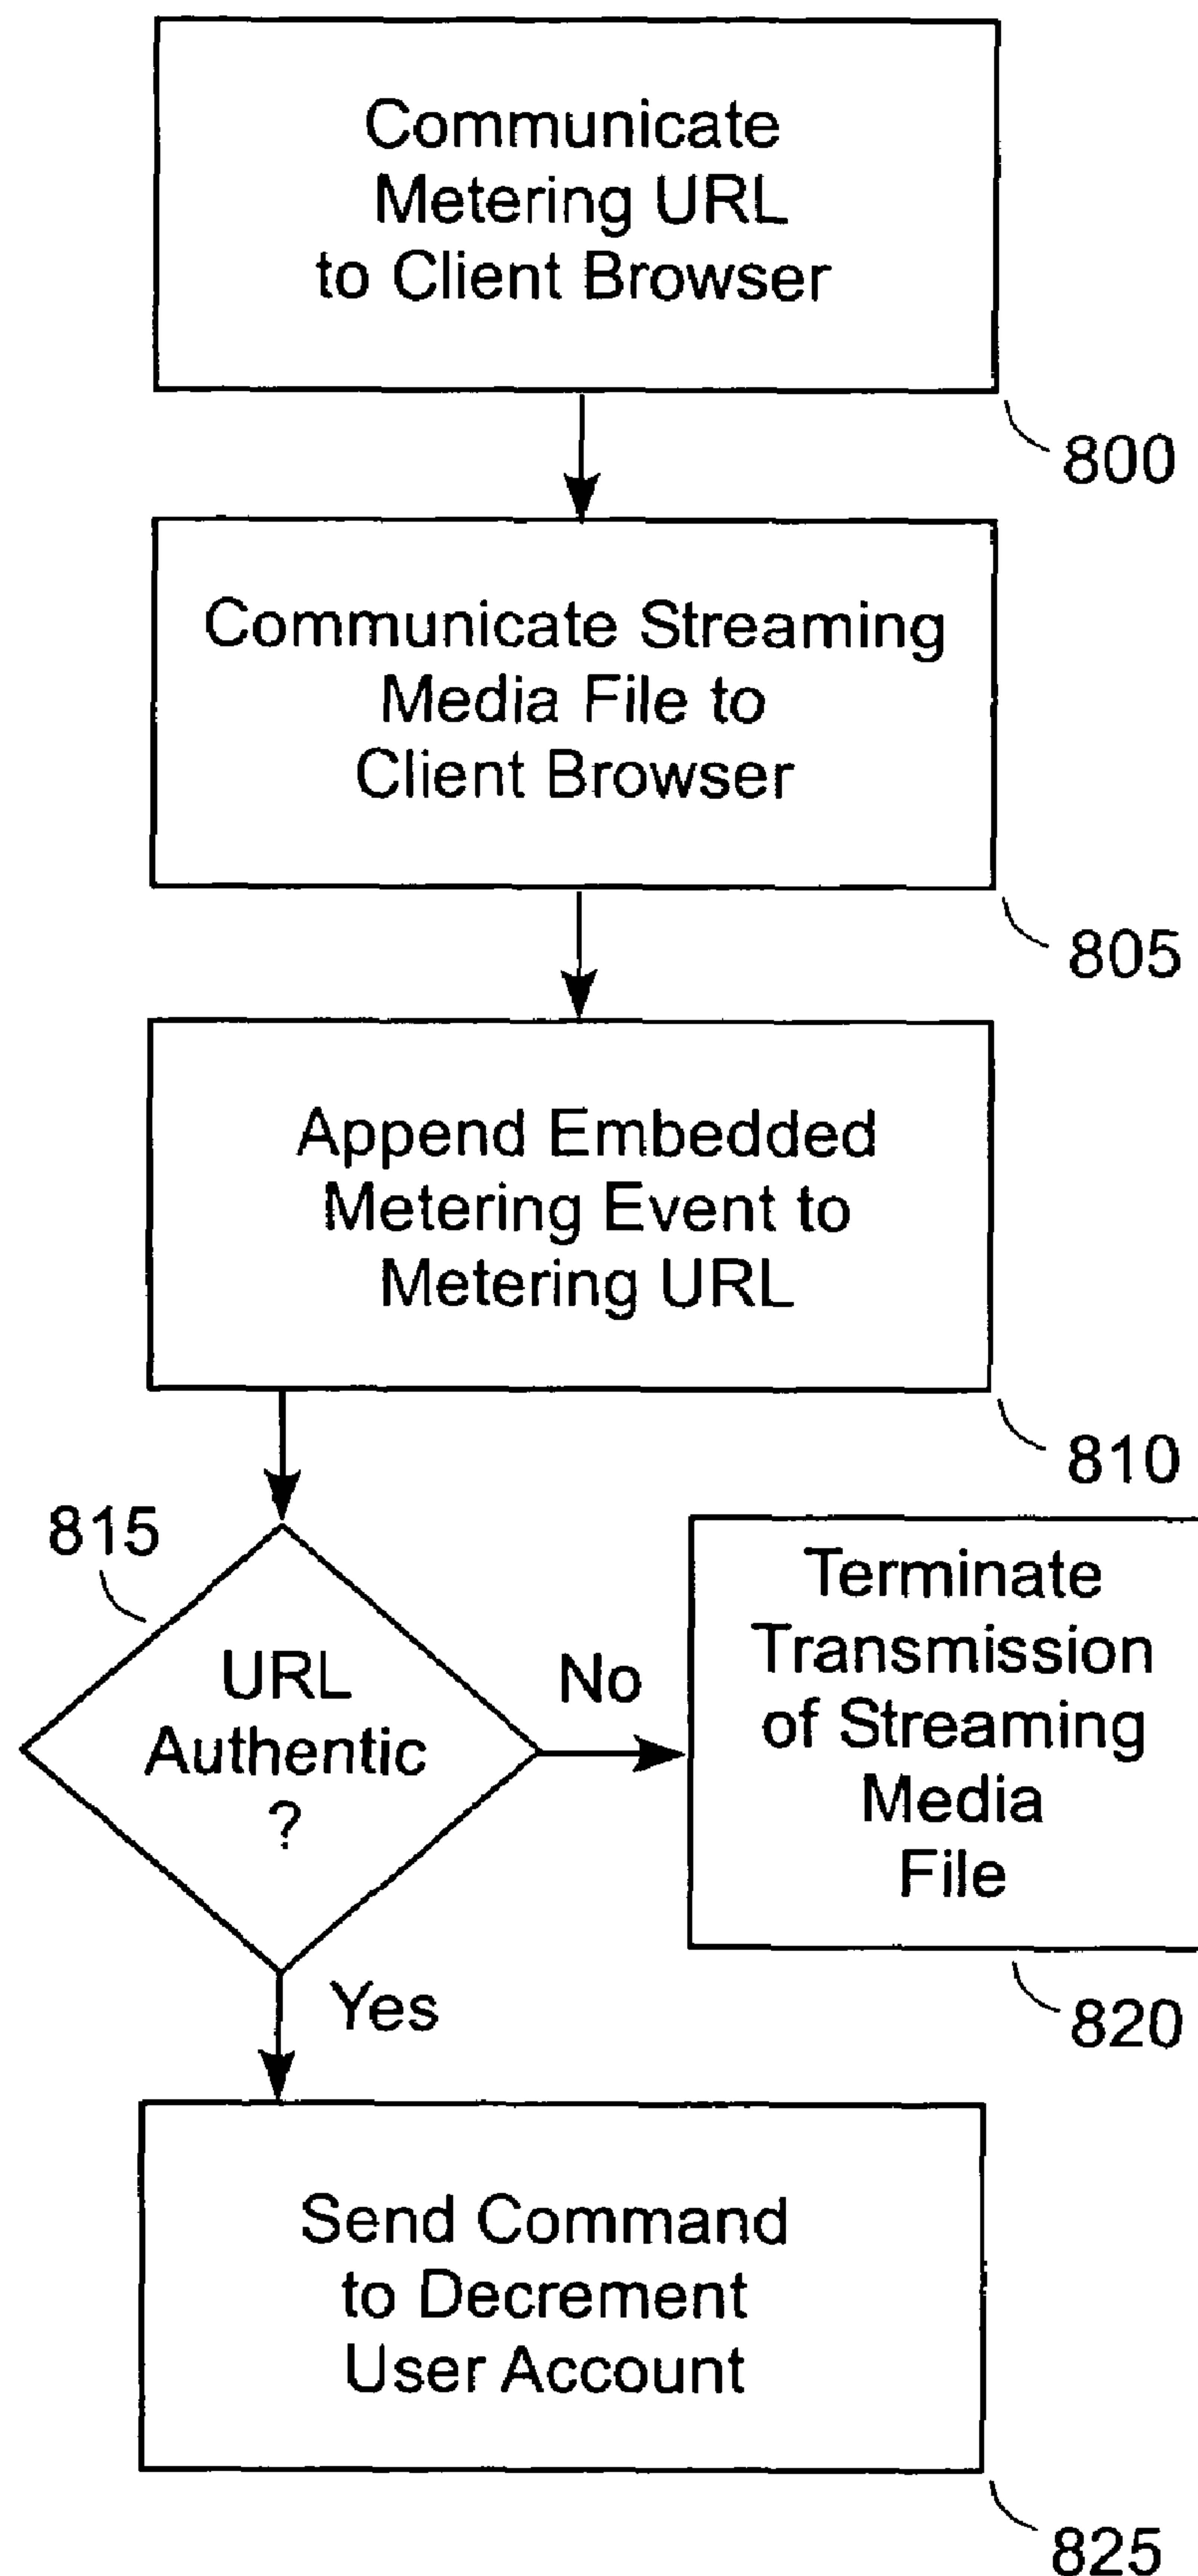 Communicate
Metering URL
to Client Browser
800
Communicate Streaming
Media File to
Client Browser
805
Append Embedded
Metering Event to
Metering URL
810
815
URL
Authentic
?
No
Terminate
Transmission
of Streaming
Media
File
820
Yes
Send Command
to Decrement
User Account
825